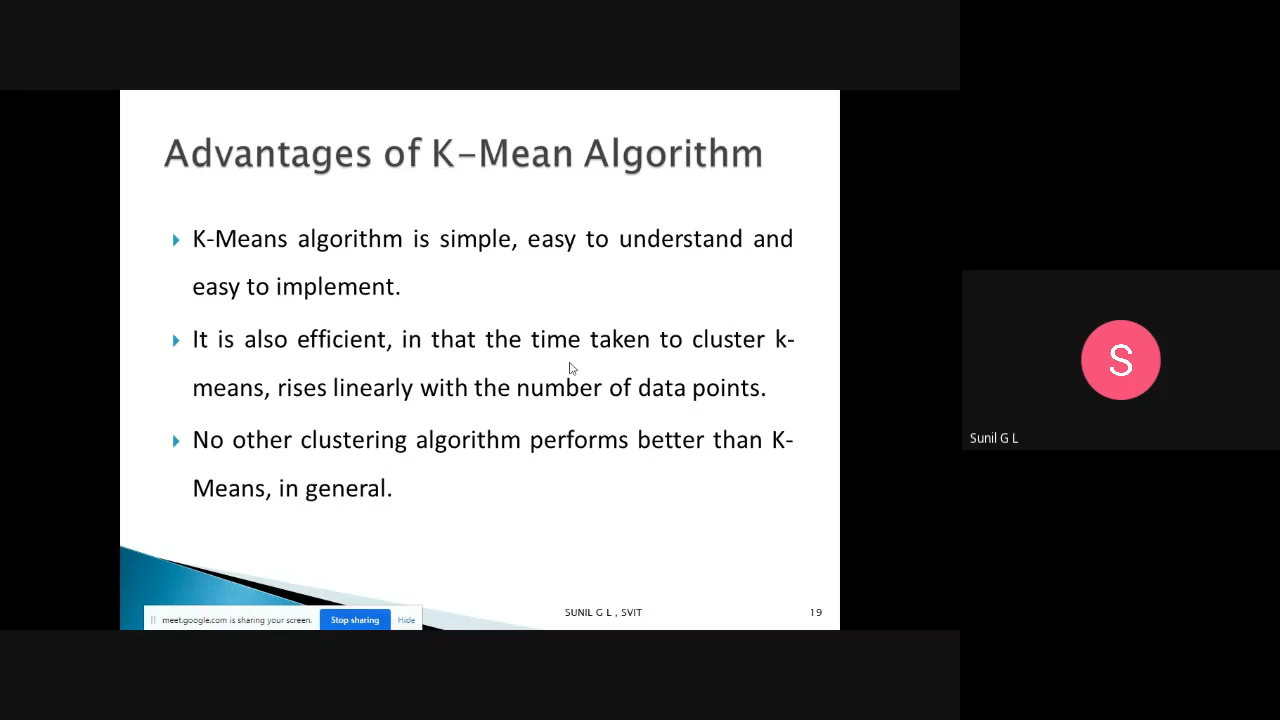 Advantages of K-Mean Algorithm
K-Means algorithm is simple, easy to understand and
easy to implement.
It is also efficient, in that the time taken to cluster k-
means, rises linearly with the number of data points.
No other clustering algorithm performs better than K-
Means, in general.
SUNIL G L , SVIT
19
meet.google.com is sharing your screen.
Stop sharing
Hide
S
Sunil G L